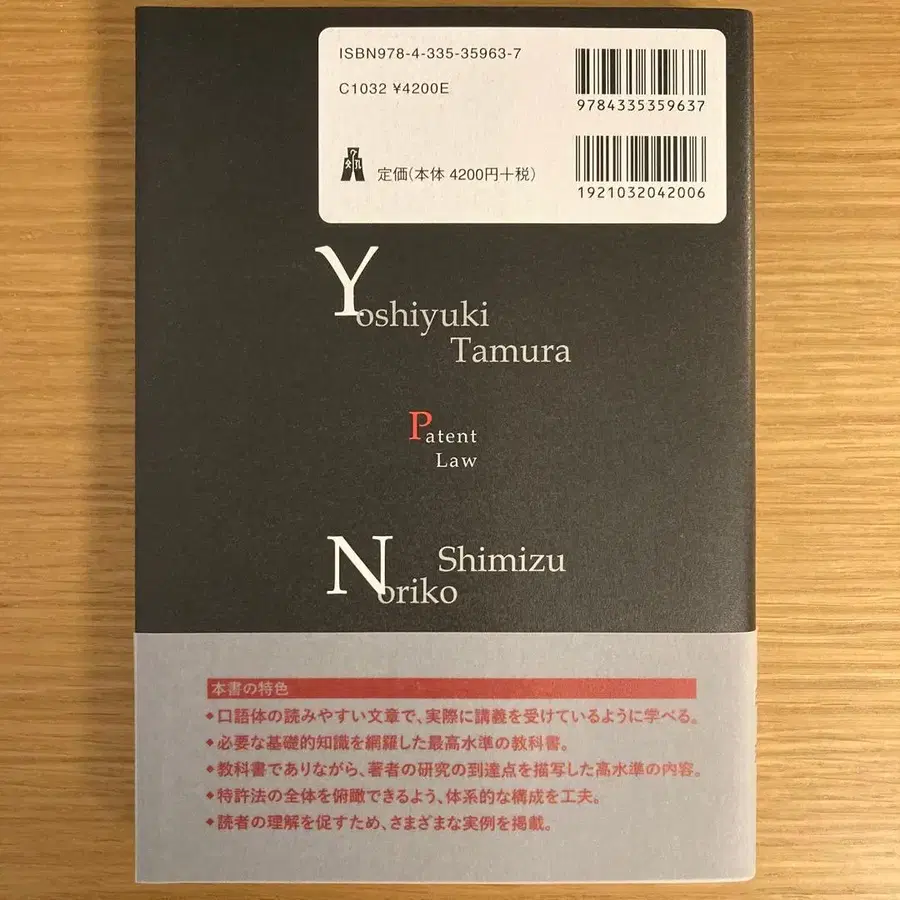 ISBN978-4-335-35963-7
C1032 ¥4200E
定価(本体 4200円+税)
9784335359637
1921032042006
Yoshiyuki
Tamura
Patent
Law
Shimizu
Noriko
本書の特色
◆口語体の読みやすい文章で、実際に講義を受けているように学べる。
◆必要な基礎的知識を網羅した最高水準の教科書。
◆教科書でありながら、著者の研究の到達点を描写した高水準の内容。
◆特許法の全体を俯瞰できるよう、体系的な構成を工夫。
◆読者の理解を促すため、さまざまな実例を掲載。